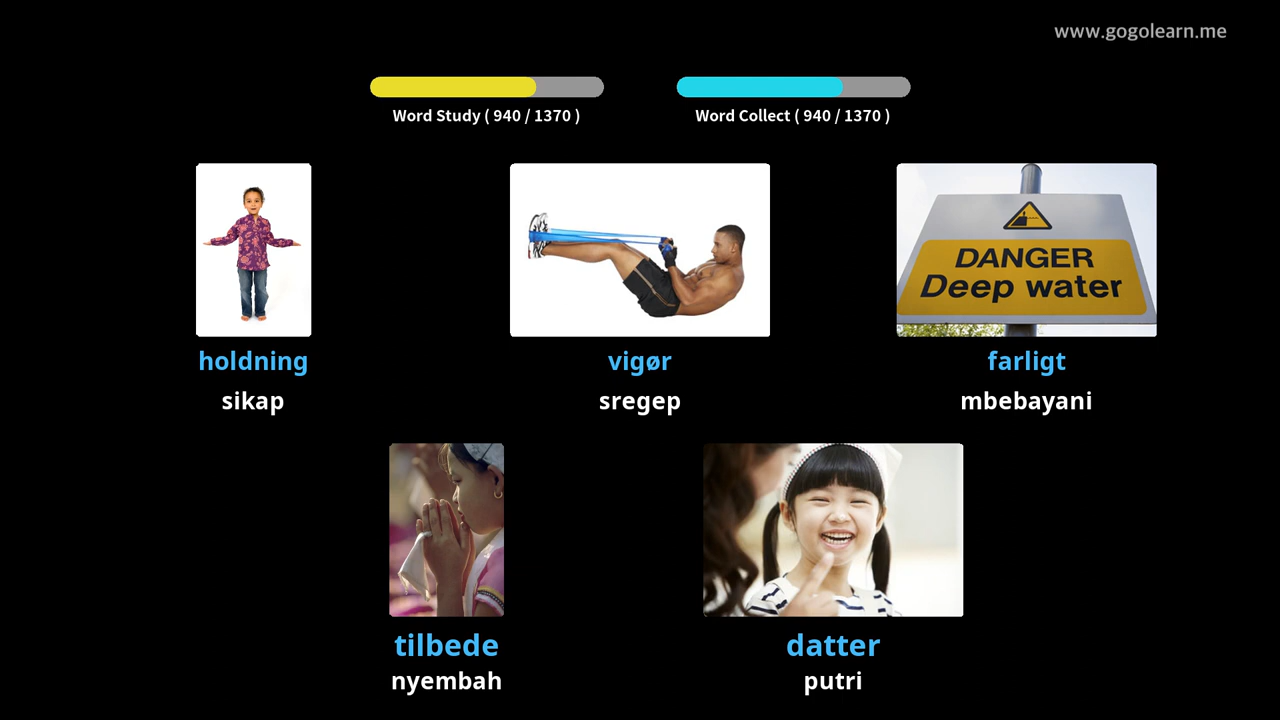 www.gogolearn.me
Word Study ( 940 / 1370 )
Word Collect ( 940 / 1370 )
DANGER
Deep water
holdning
vigør
farligt
sikap
sregep
mbebayani
tilbede
datter
nyembah
putri